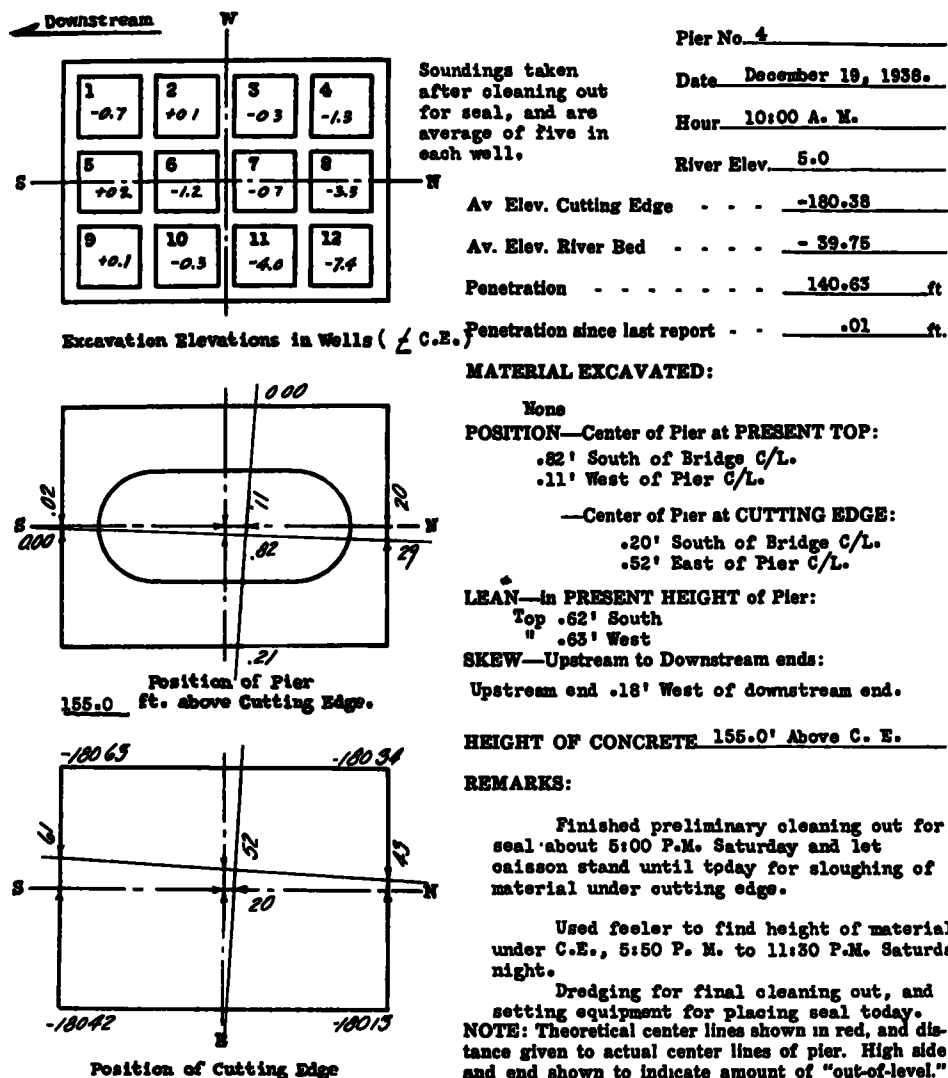 Downstream
W
1 2 3 4
-0.7 +0 1 -0 3 -1.3
S N
5 6 7 8
+0 2 -1.2 -0 7 -3.3
9 10 11 12
+0.1 -0.3 -4.0 -7.4
Excavation Elevations in Wells ( ± C.E.)
Soundings taken
after cleaning out
for seal, and are
average of five in
each well.
Pier No. 4
Date December 19, 1938.
Hour 10:00 A. M.
River Elev. 5.0
Av Elev. Cutting Edge - - - -180.38
Av. Elev. River Bed - - - - - 39.75
Penetration - - - - - - - 140.63 ft
Penetration since last report - - .01 ft.
0 00
.02 .11 20
S N
0.00 .82 29
.21
Position of Pier
155.0 ft. above Cutting Edge.
-180 63 -180 34
61 52 43
S N
20
-180 42 -180 13
E
Position of Cutting Edge
MATERIAL EXCAVATED:
None
POSITION—Center of Pier at PRESENT TOP:
.82' South of Bridge C/L.
.11' West of Pier C/L.
—Center of Pier at CUTTING EDGE:
.20' South of Bridge C/L.
.52' East of Pier C/L.
LEAN—in PRESENT HEIGHT of Pier:
Top .62' South
" .63' West
SKEW—Upstream to Downstream ends:
Upstream end .18' West of downstream end.
HEIGHT OF CONCRETE 155.0' Above C. E.
REMARKS:
Finished preliminary cleaning out for
seal about 5:00 P.M. Saturday and let
caisson stand until today for sloughing of
material under cutting edge.
Used feeler to find height of material
under C.E., 5:50 P. M. to 11:30 P.M. Saturda
night.
Dredging for final cleaning out, and
setting equipment for placing seal today.
NOTE: Theoretical center lines shown in red, and dis-
tance given to actual center lines of pier. High side
and end shown to indicate amount of "out-of-level."